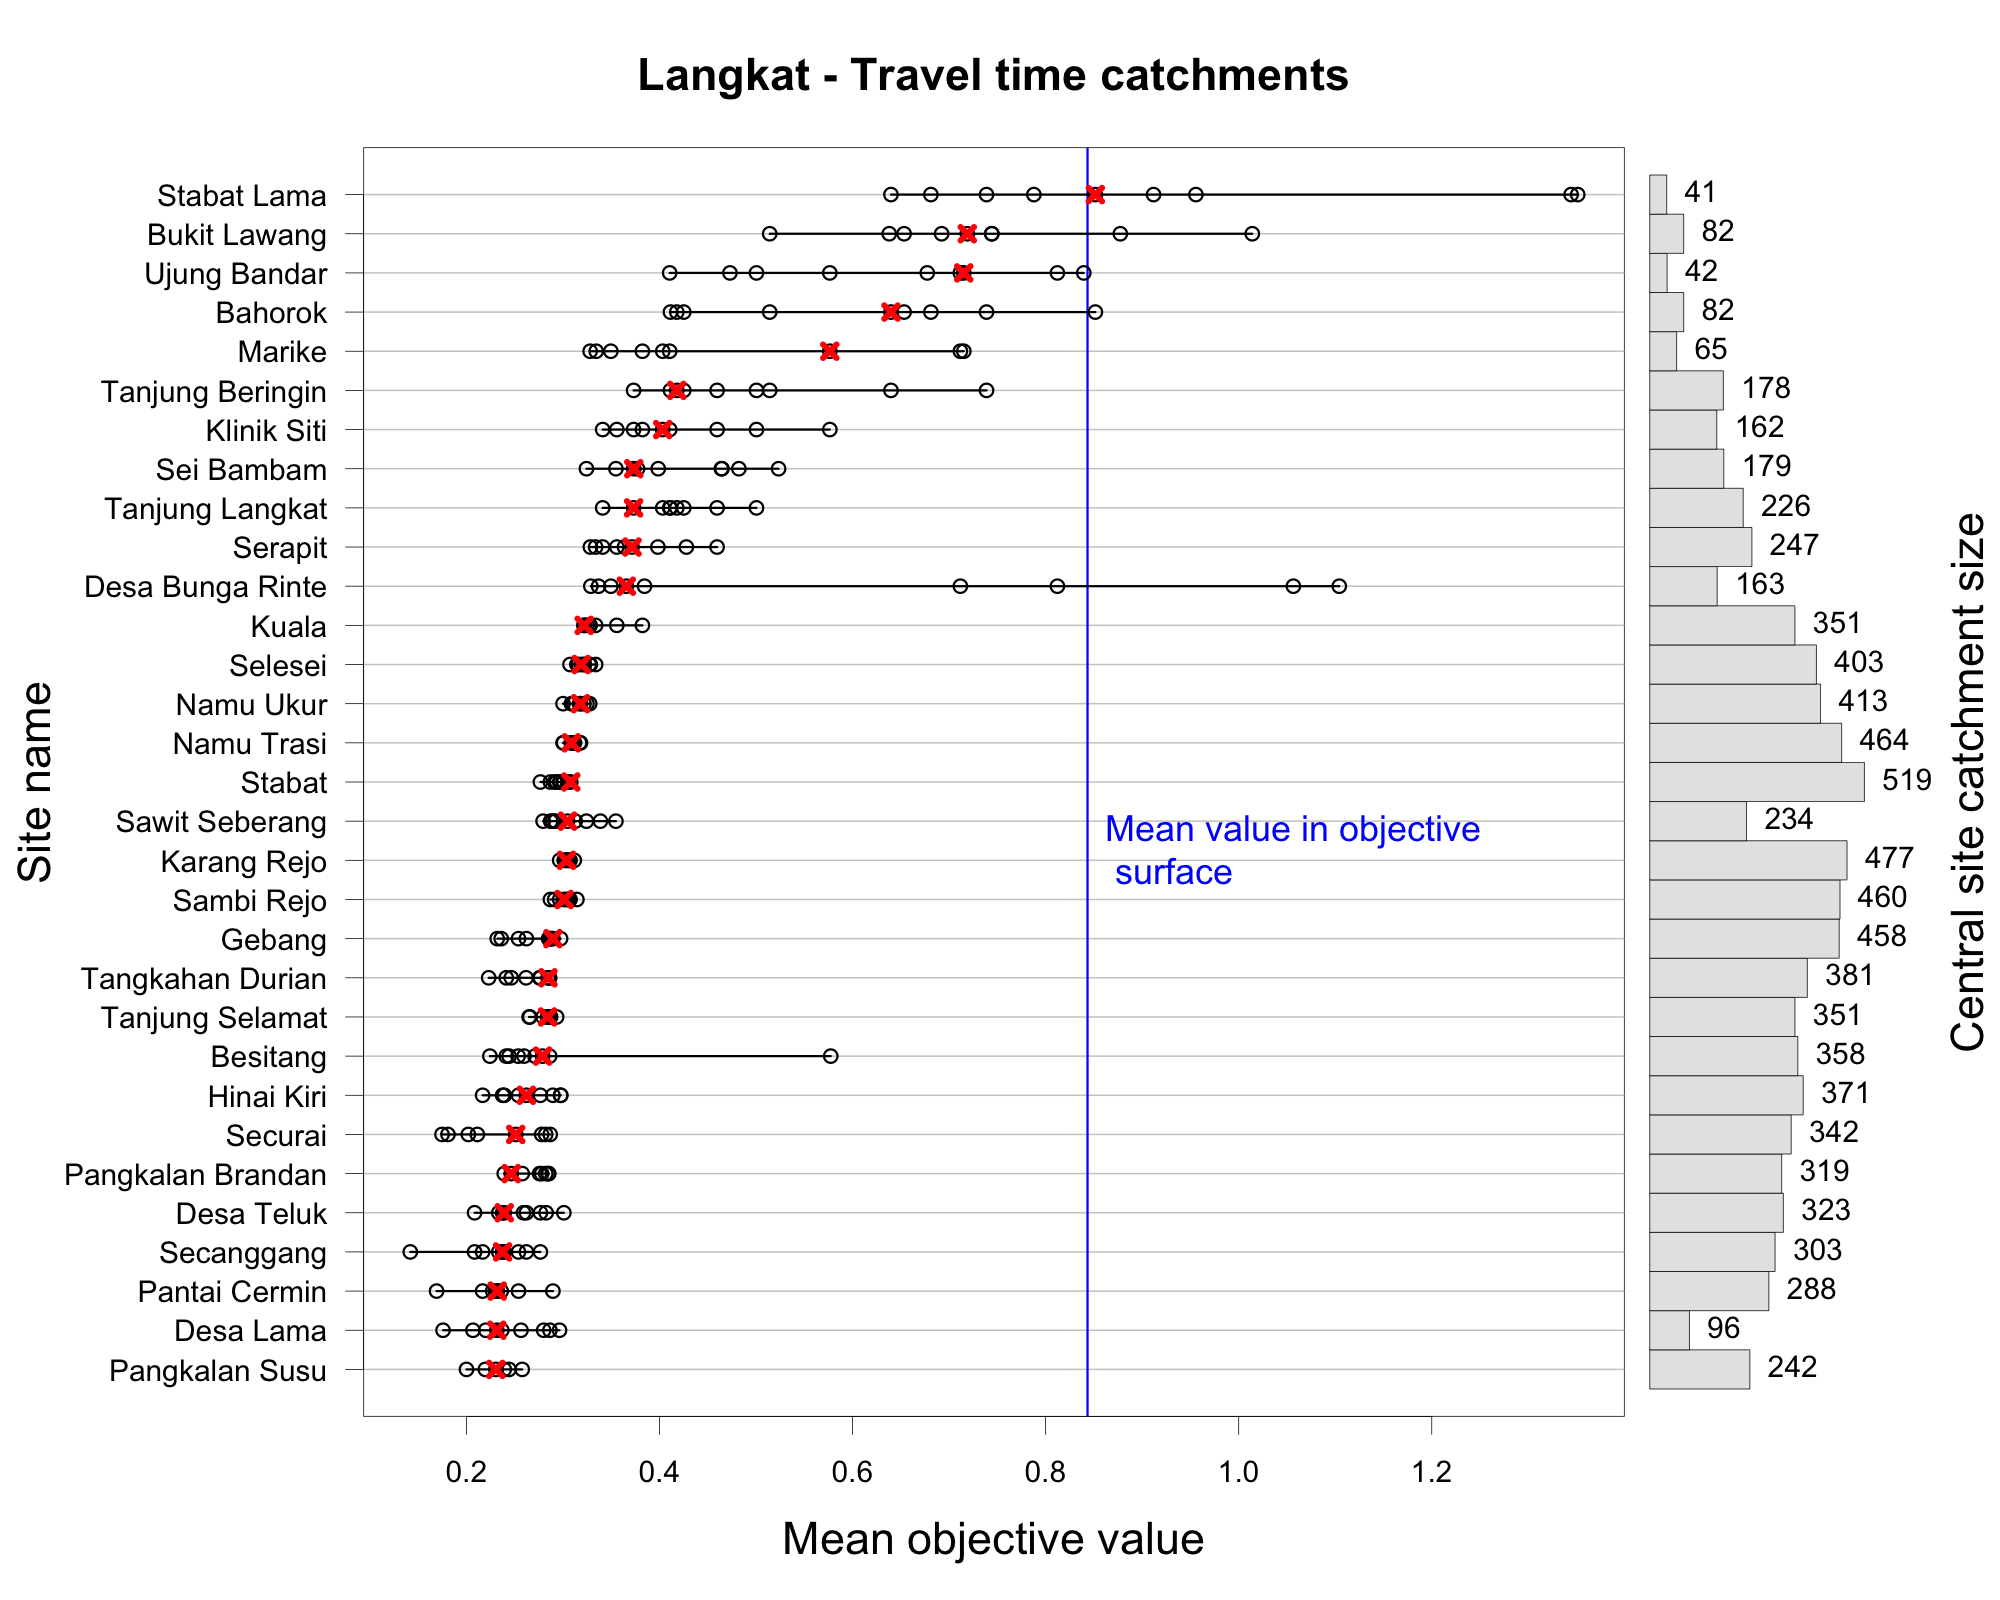 Langkat - Travel time catchments
Stabat Lama
41
Bukit Lawang
82
Ujung Bandar
42
Bahorok
82
Marike
65
Tanjung Beringin
178
Klinik Siti
162
Sei Bambam
179
Tanjung Langkat
226
Serapit
247
Desa Bunga Rinte
163
Kuala
351
Selesei
403
Namu Ukur
413
Namu Trasi
464
Stabat
519
Sawit Seberang
234
Karang Rejo
477
Sambi Rejo
460
Gebang
458
Tangkahan Durian
381
Tanjung Selamat
351
Besitang
358
Hinai Kiri
371
Securai
342
Pangkalan Brandan
319
Desa Teluk
323
Secanggang
303
Pantai Cermin
288
Desa Lama
96
Pangkalan Susu
242
Site name
Mean value in objective
surface
Central site catchment size
0.2
0.4
0.6
0.8
1.0
1.2
Mean objective value